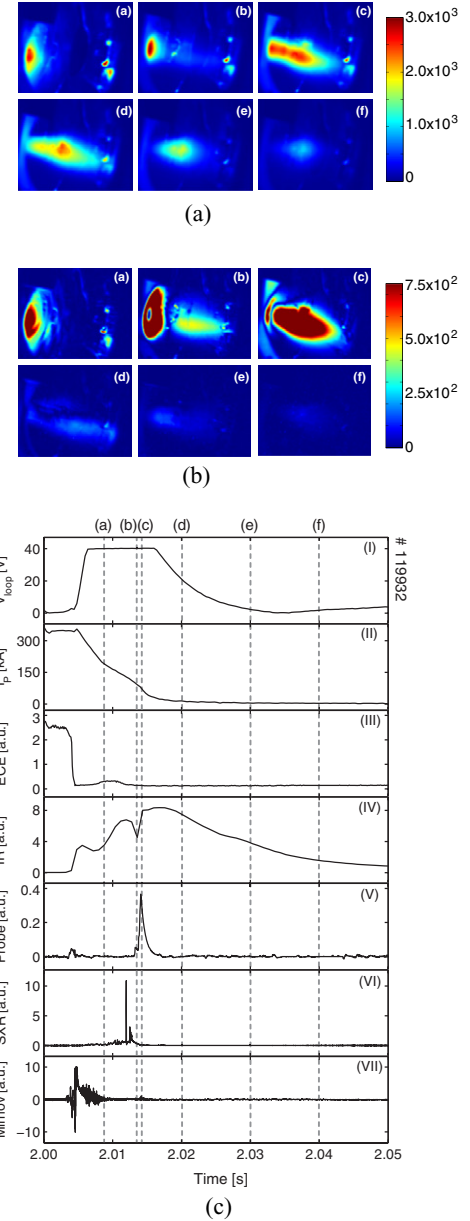 (a) (b) (c) 3.0x10³
2.0x10³
(d) (e) (f) 1.0x10³
0
(a)
(a) (b) (c) 7.5x10²
5.0x10²
(d) (e) (f) 2.5x10²
0
(b)
(a) (b) (c) (d) (e) (f)
40 (I)
20
0
# 119932
[V]
300 (II)
150
0
[kA]
3 (III)
2
1
0
ECE [a.u.]
8 (IV)
4
0
[a.u.]
0.4 (V)
0.2
0
Probe [a.u.]
10 (VI)
5
0
SXR [a.u.]
10 (VII)
0
−10
[a.u.]
2.00 2.01 2.02 2.03 2.04 2.05
Time [s]
(c)